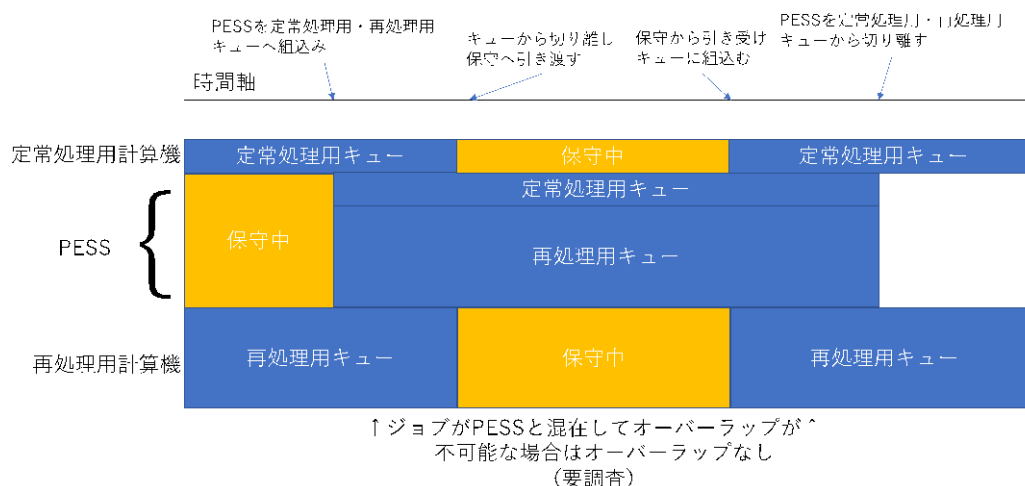 PESSを定常処理用・再処理用
キューへ組込み
キューから切り離し
保守へ引き渡す
保守から引き受け
キューに組込む
PESSを定常処理用・再処理用
キューから切り離す
時間軸
定常処理用計算機
定常処理用キュー
保守中
定常処理用キュー
定常処理用キュー
PESS
保守中
再処理用キュー
再処理用計算機
再処理用キュー
保守中
再処理用キュー
↑ジョブがPESSと混在してオーバーラップが↑
不可能な場合はオーバーラップなし
(要調査)